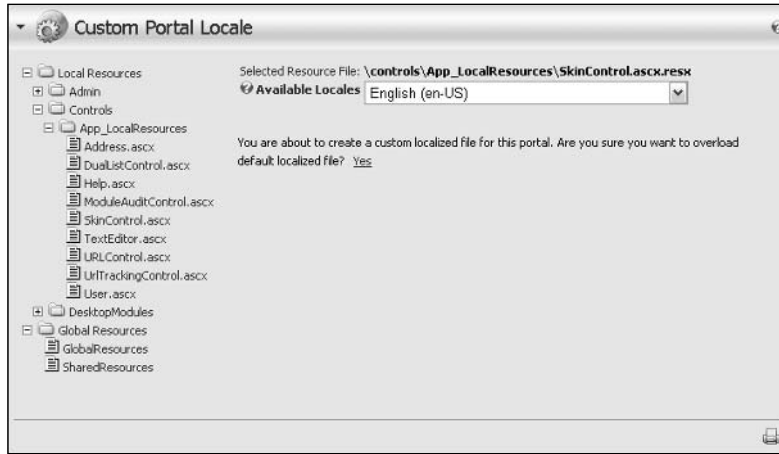 Custom Portal Locale
Local Resources
Admin
Controls
App_LocalResources
Address.ascx
DualListControl.ascx
Help.ascx
ModuleAuditControl.ascx
SkinControl.ascx
TextEditor.ascx
URLControl.ascx
UrlTrackingControl.ascx
User.ascx
DesktopModules
Global Resources
GlobalResources
SharedResources
Selected Resource File: \controls\App_LocalResources\SkinControl.ascx.resx
Available Locales English (en-US)
You are about to create a custom localized file for this portal. Are you sure you want to overload
default localized file? Yes